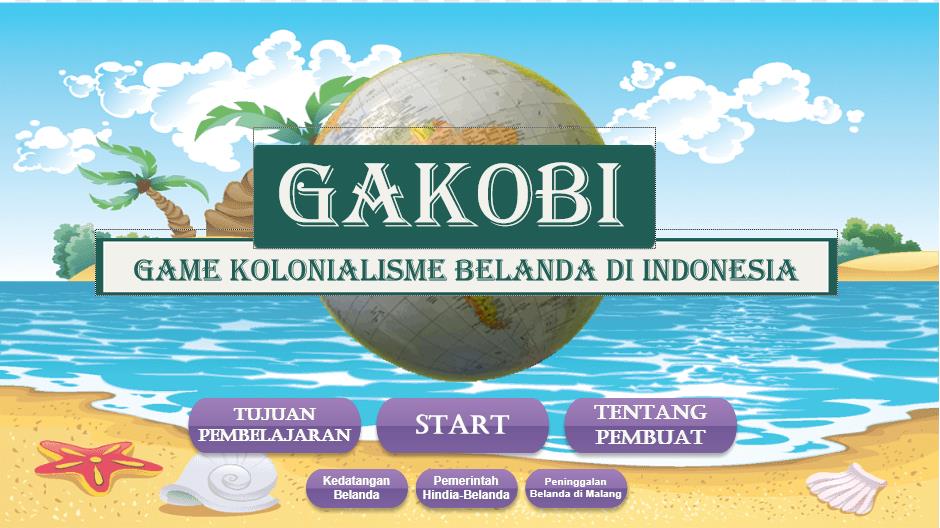 GAKOBI
GAME KOLONIALISME BELANDA DI INDONESIA
TUJUAN
PEMBELAJARAN
START
TENTANG
PEMBUAT
Kedatangan
Belanda
Pemerintah
Hindia-Belanda
Peninggalan
Belanda di Malang